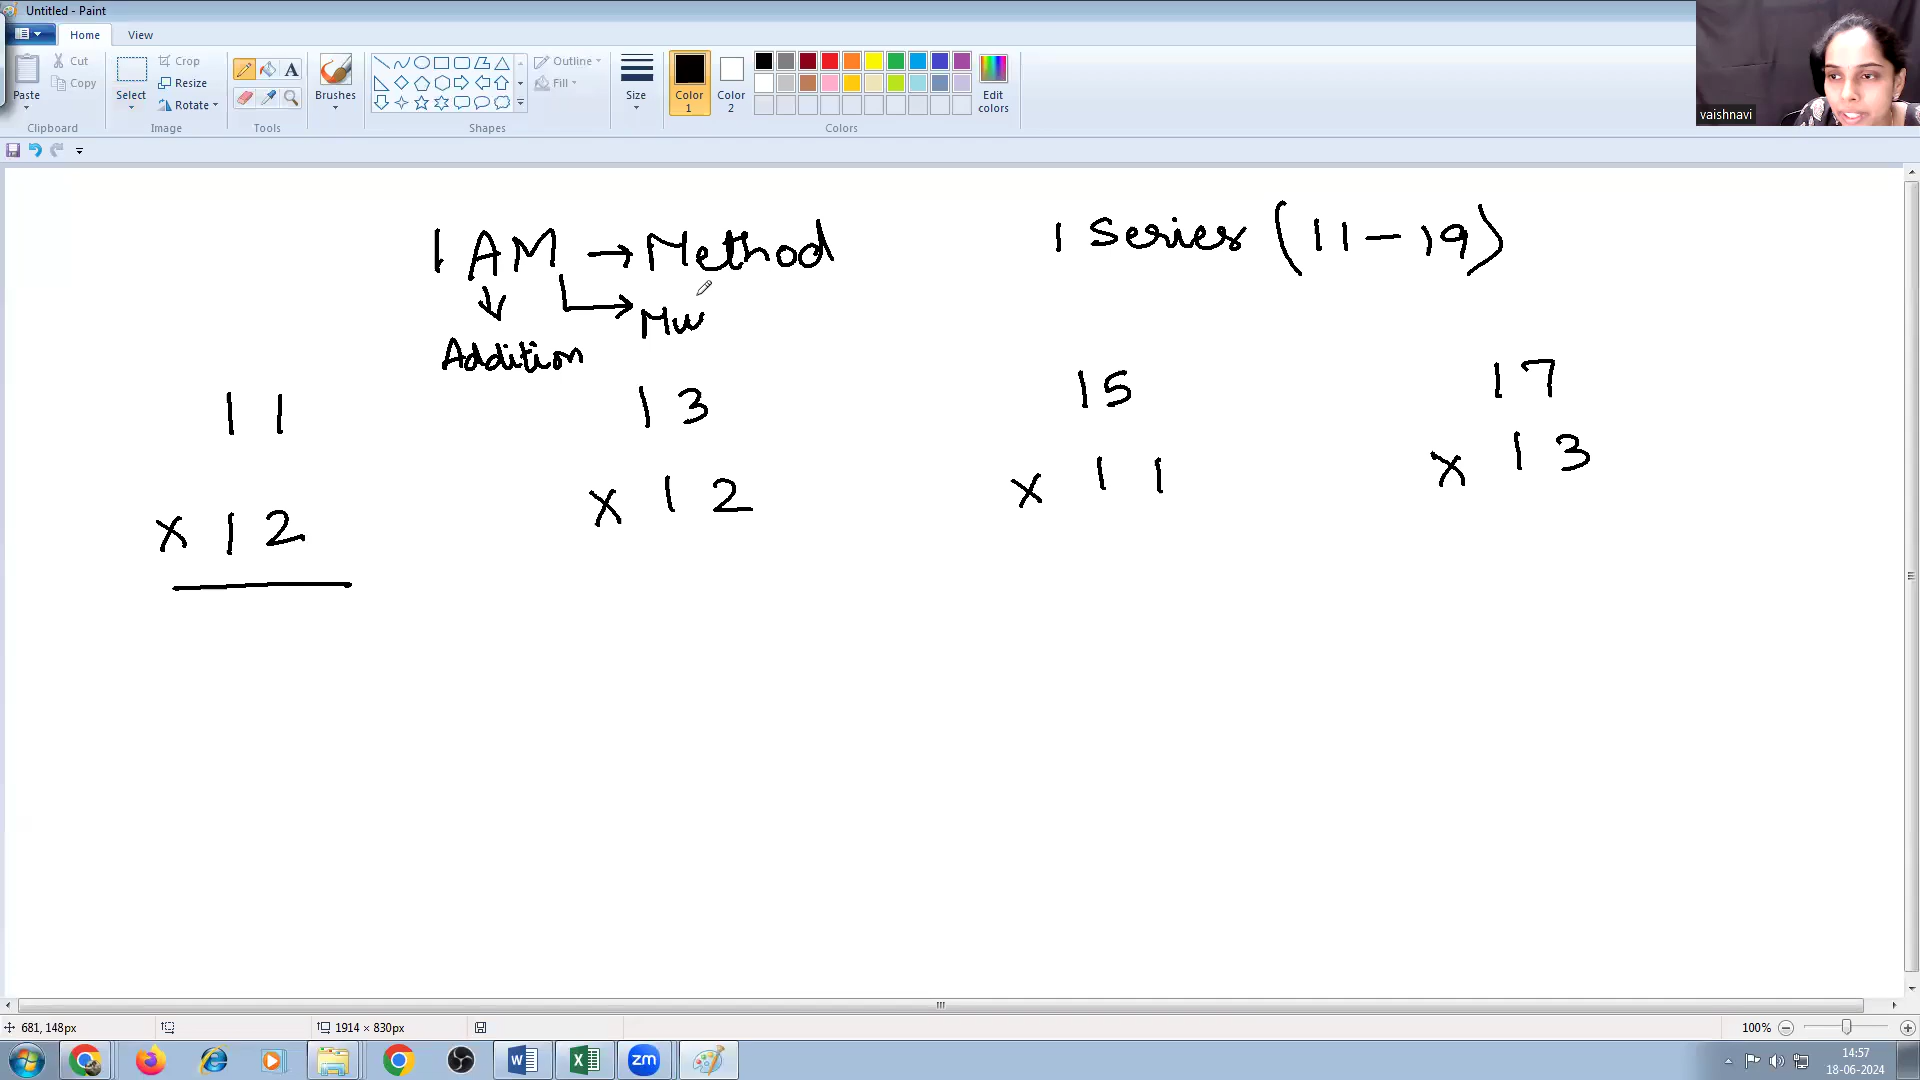 Untitled - Paint
Home View
Paste
Cut
Copy
Clipboard
Select
Crop
Resize
Rotate
Image
Tools
Brushes
Shapes
Outline
Fill
Size
Color 1
Color 2
Colors
Edit colors
vaishnavi
1 AM → Method
1 Series (11 - 19)
Addition
Mu
11
x 12
13
x 12
15
x 11
17
x 13
681, 148px
1914 × 830px
100%
zm
14:57
18-06-2024